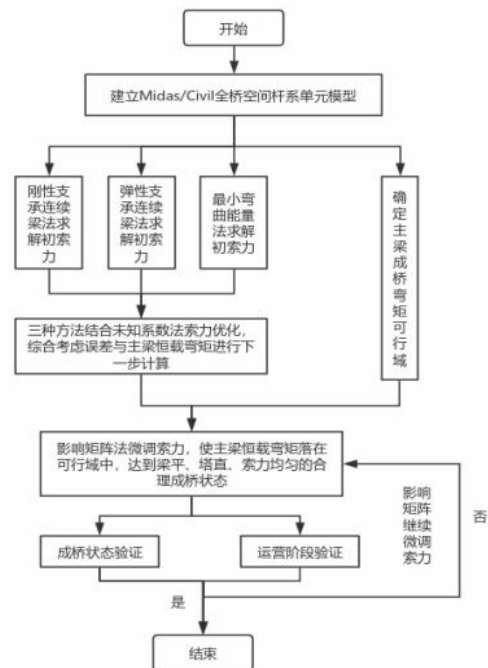 开始
建立Midas/Civil全桥空间杆系单元模型
刚性支
承连续
梁法求
解初索
力
弹性支
承连续
梁法求
解初索
力
最小弯
曲能量
法求解
初索力
确
定
主
梁
成
桥
弯
矩
可
行
域
三种方法结合未知系数法索力优化，
综合考虑误差与主梁恒载弯矩进行下
一步计算
影响矩阵法微调索力，使主梁恒载弯矩落在
可行域中，达到梁平、塔直、索力均匀的合
理成桥状态
影响
矩阵
继续
微调
索力
否
成桥状态验证
运营阶段验证
是
结束